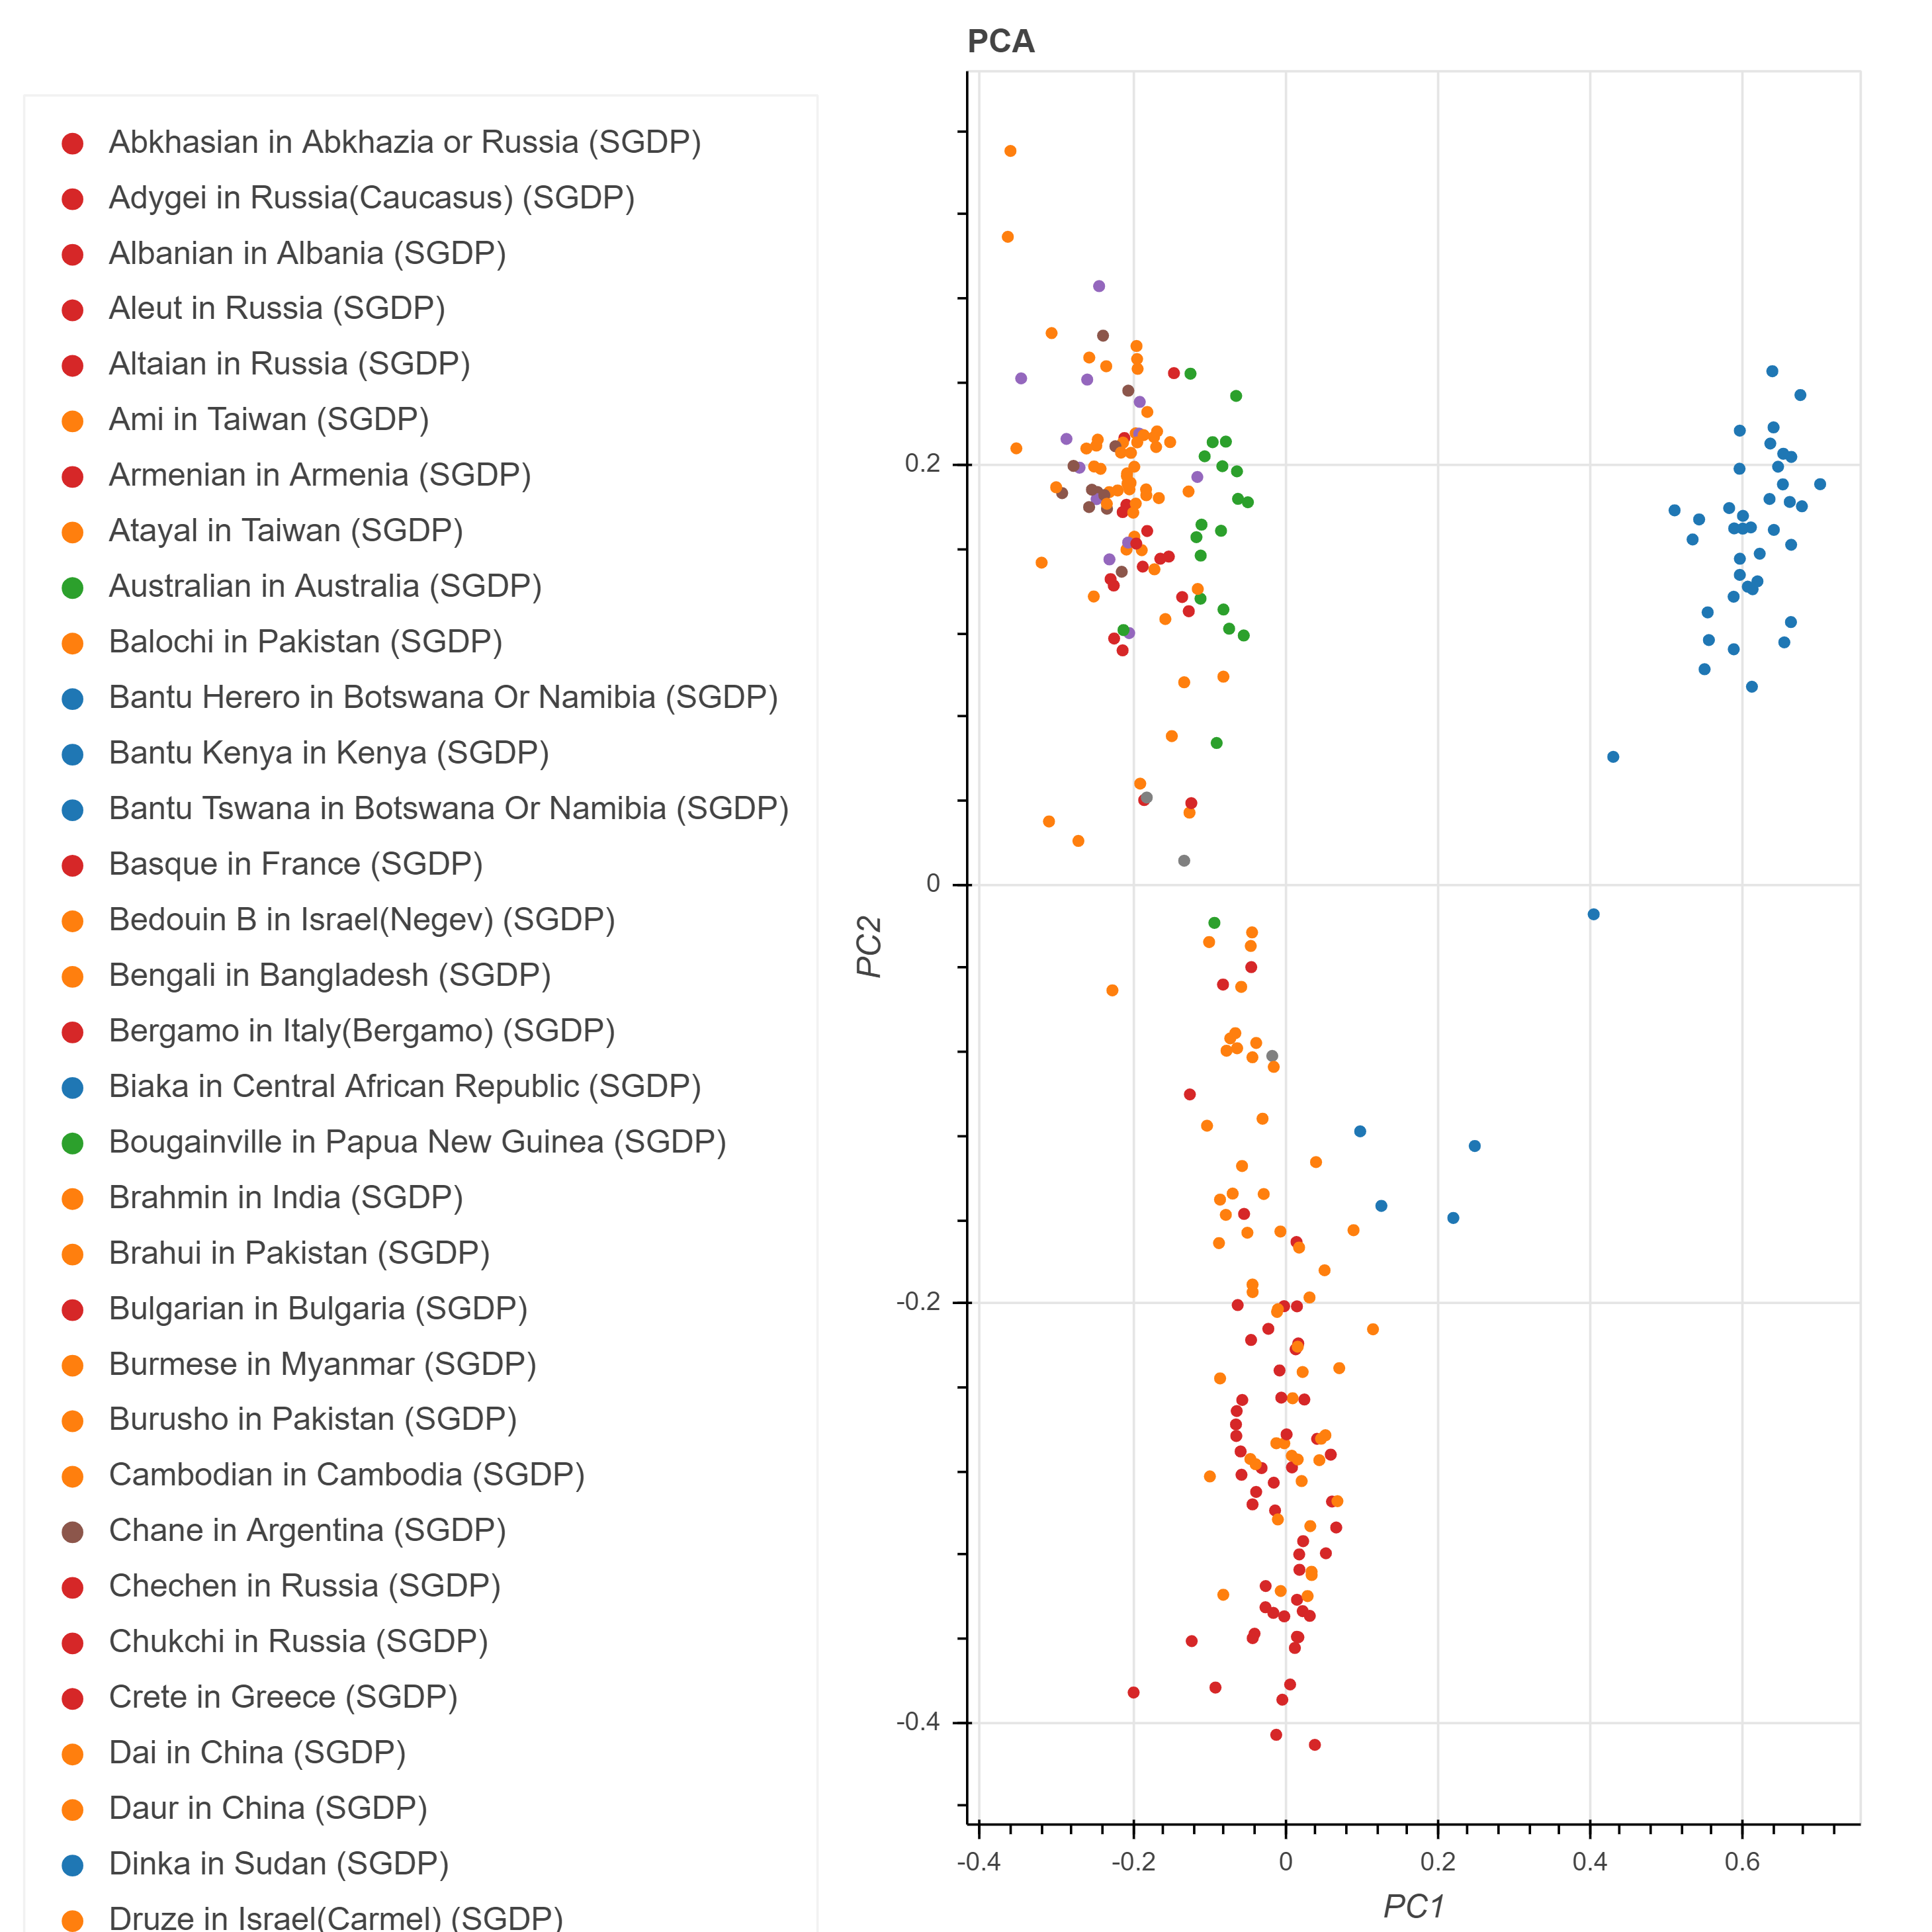 PCA
Abkhasian in Abkhazia or Russia (SGDP)
Adygei in Russia(Caucasus) (SGDP)
Albanian in Albania (SGDP)
Aleut in Russia (SGDP)
Altaian in Russia (SGDP)
Ami in Taiwan (SGDP)
Armenian in Armenia (SGDP)
Atayal in Taiwan (SGDP)
Australian in Australia (SGDP)
Balochi in Pakistan (SGDP)
Bantu Herero in Botswana Or Namibia (SGDP)
Bantu Kenya in Kenya (SGDP)
Bantu Tswana in Botswana Or Namibia (SGDP)
Basque in France (SGDP)
Bedouin B in Israel(Negev) (SGDP)
Bengali in Bangladesh (SGDP)
Bergamo in Italy(Bergamo) (SGDP)
Biaka in Central African Republic (SGDP)
Bougainville in Papua New Guinea (SGDP)
Brahmin in India (SGDP)
Brahui in Pakistan (SGDP)
Bulgarian in Bulgaria (SGDP)
Burmese in Myanmar (SGDP)
Burusho in Pakistan (SGDP)
Cambodian in Cambodia (SGDP)
Chane in Argentina (SGDP)
Chechen in Russia (SGDP)
Chukchi in Russia (SGDP)
Crete in Greece (SGDP)
Dai in China (SGDP)
Daur in China (SGDP)
Dinka in Sudan (SGDP)
Druze in Israel(Carmel) (SGDP)
PC2
0.2
0
-0.2
-0.4
-0.4
-0.2
0
0.2
0.4
0.6
PC1